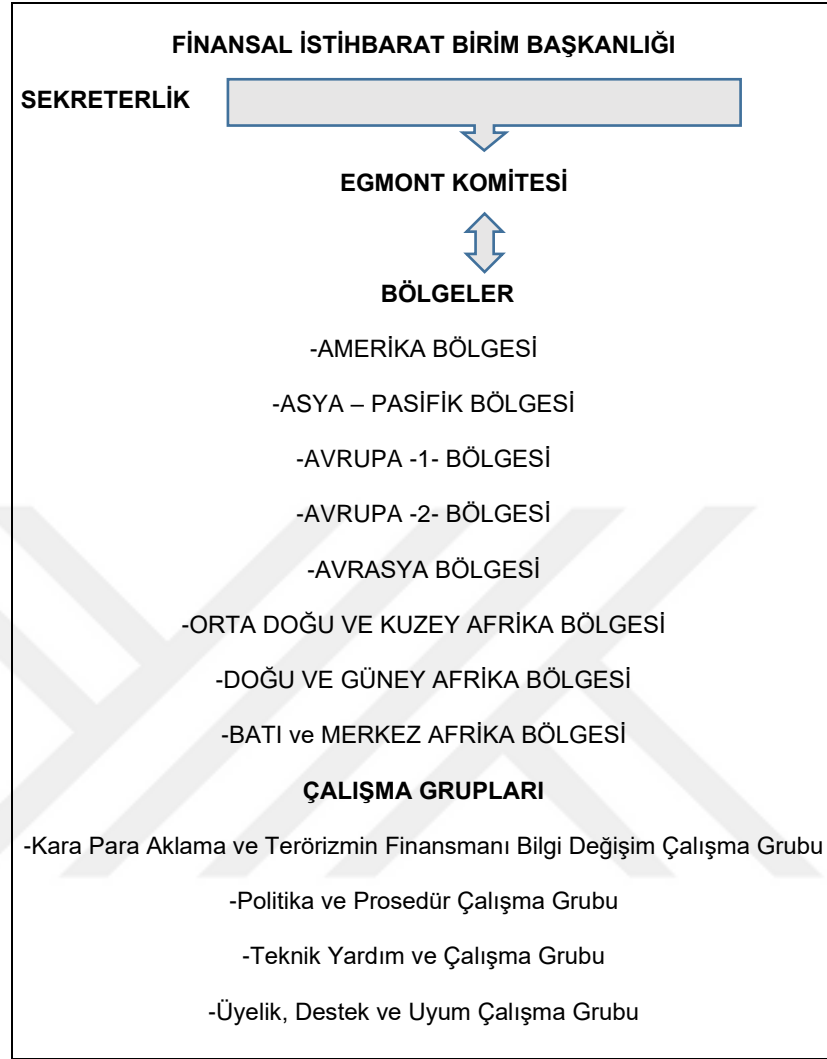 FİNANSAL İSTİHBARAT BİRİM BAŞKANLIĞI
SEKRETERLİK
EGMONT KOMİTESİ
BÖLGELER
-AMERİKA BÖLGESİ
-ASYA – PASİFİK BÖLGESİ
-AVRUPA -1- BÖLGESİ
-AVRUPA -2- BÖLGESİ
-AVRASYA BÖLGESİ
-ORTA DOĞU VE KUZEY AFRİKA BÖLGESİ
-DOĞU VE GÜNEY AFRİKA BÖLGESİ
-BATI ve MERKEZ AFRİKA BÖLGESİ
ÇALIŞMA GRUPLARI
-Kara Para Aklama ve Terörizmin Finansmanı Bilgi Değişim Çalışma Grubu
-Politika ve Prosedür Çalışma Grubu
-Teknik Yardım ve Çalışma Grubu
-Üyelik, Destek ve Uyum Çalışma Grubu